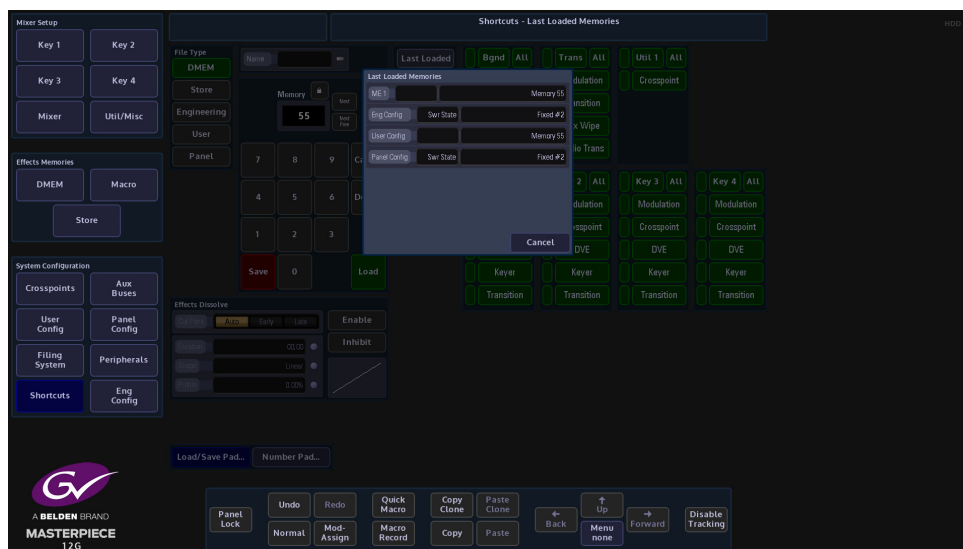 Mixer Setup
Key 1
Key 2
Key 3
Key 4
Mixer
Util/Misc
Effects Memories
DMEM
Macro
Store
System Configuration
Crosspoints
Aux
Buses
User
Config
Panel
Config
Filing
System
Peripherals
Shortcuts
Eng
Config
A BELDEN BRAND
MASTERPIECE
12G
Shortcuts - Last Loaded Memories
HDD
File Type
DMEM
Store
Engineering
User
Panel
Name
Last Loaded
Memory
55
Next
Next
Free
7
8
9
4
5
6
1
2
3
Save
0
Load
Last Loaded Memories
ME 1
Memory 55
Eng Config
Swr State
Fixed #2
User Config
Memory 55
Panel Config
Swr State
Fixed #2
Cancel
Bgnd
All
Trans
All
Util 1
All
Crosspoint
2
All
Key 3
All
Key 4
All
Modulation
Modulation
Crosspoint
Crosspoint
DVE
DVE
DVE
Keyer
Keyer
Keyer
Keyer
Transition
Transition
Transition
Transition
Effects Dissolve
Auto
Early
Late
Enable
00.00
Inhibit
Linear
0.00%
Load/Save Pad...
Number Pad...
Panel
Lock
Undo
Redo
Normal
Mod-
Assign
Quick
Macro
Macro
Record
Copy
Clone
Paste
Clone
Copy
Paste
←
Back
↑
Up
Menu
none
→
Forward
Disable
Tracking